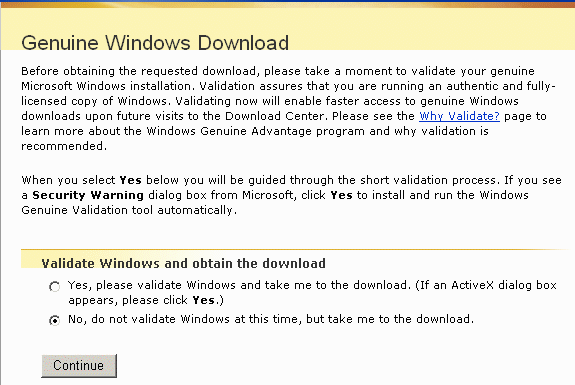 Genuine Windows Download
Before obtaining the requested download, please take a moment to validate your genuine
Microsoft Windows installation. Validation assures that you are running an authentic and fully-
licensed copy of Windows. Validating now will enable faster access to genuine Windows
downloads upon future visits to the Download Center. Please see the Why Validate? page to
learn more about the Windows Genuine Advantage program and why validation is
recommended.
When you select Yes below you will be guided through the short validation process. If you see
a Security Warning dialog box from Microsoft, click Yes to install and run the Windows
Genuine Validation tool automatically.
Validate Windows and obtain the download
Yes, please validate Windows and take me to the download. (If an ActiveX dialog box
appears, please click Yes.)
No, do not validate Windows at this time, but take me to the download.
Continue